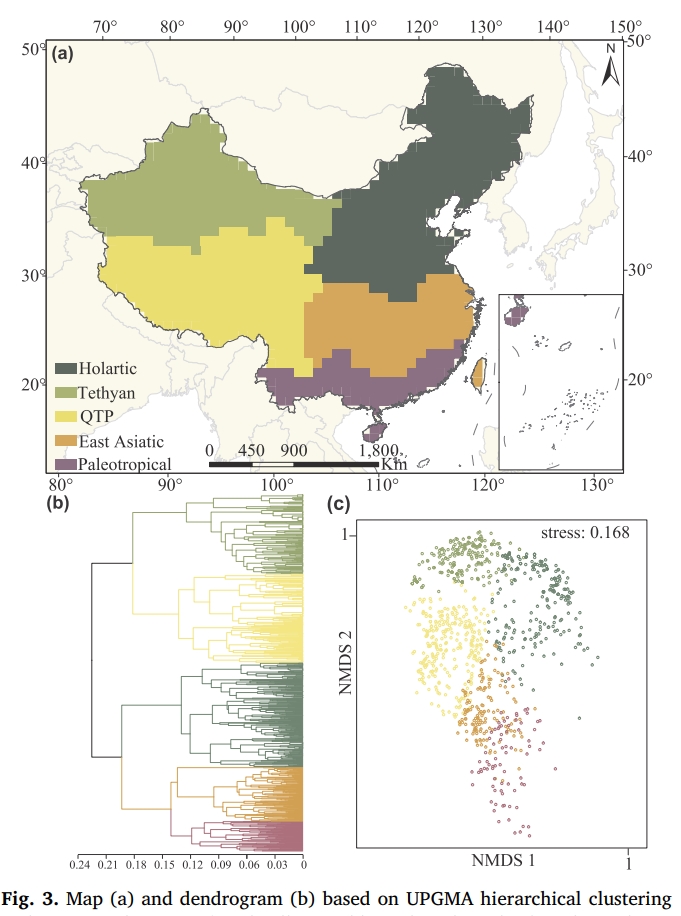 70° 80° 90° 100° 110° 120° 130° 140° 150°
(a)
N
50° 50°
40° 40°
30° 30°
20° 20°
Holartic
Tethyan
QTP
East Asiatic
Paleotropical
0 450 900 1,800
Km
80° 90° 100° 110° 120° 130°
(b)
0.24 0.21 0.18 0.15 0.12 0.09 0.06 0.03 0
(c)
stress: 0.168
1
NMDS 2
NMDS 1
1
Fig. 3. Map (a) and dendrogram (b) based on UPGMA hierarchical clustering